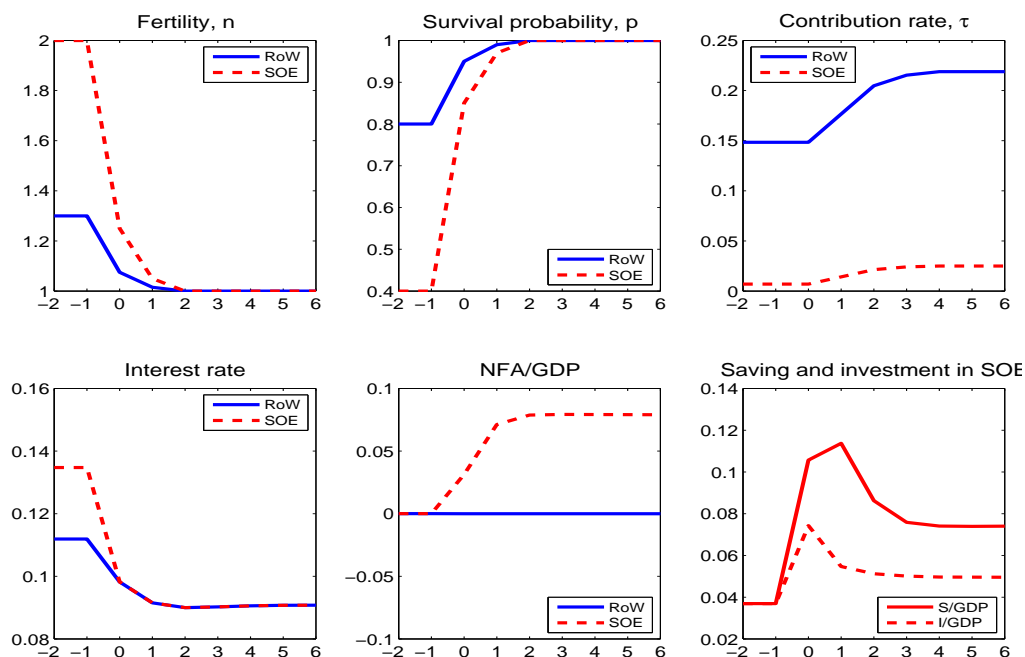 Fertility, n
2
1.8
1.6
1.4
1.2
1
−2 −1 0 1 2 3 4 5 6
RoW
SOE
Survival probability, p
1
0.9
0.8
0.7
0.6
0.5
0.4
−2 −1 0 1 2 3 4 5 6
RoW
SOE
Contribution rate, τ
0.25
0.2
0.15
0.1
0.05
0
−2 −1 0 1 2 3 4 5 6
RoW
SOE
Interest rate
0.16
0.14
0.12
0.1
0.08
−2 −1 0 1 2 3 4 5 6
RoW
SOE
NFA/GDP
0.1
0.05
0
−0.05
−0.1
−2 −1 0 1 2 3 4 5 6
RoW
SOE
Saving and investment in SOE
0.14
0.12
0.1
0.08
0.06
0.04
0.02
−2 −1 0 1 2 3 4 5 6
S/GDP
I/GDP